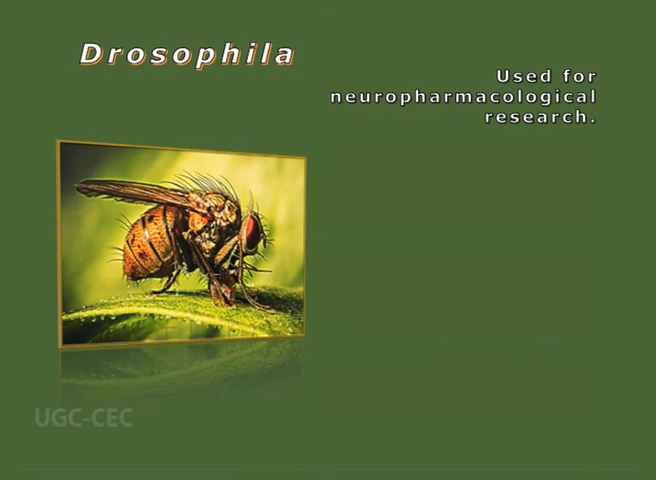 Drosophila
Used for
neuropharmacological
research.
UGC-CEC